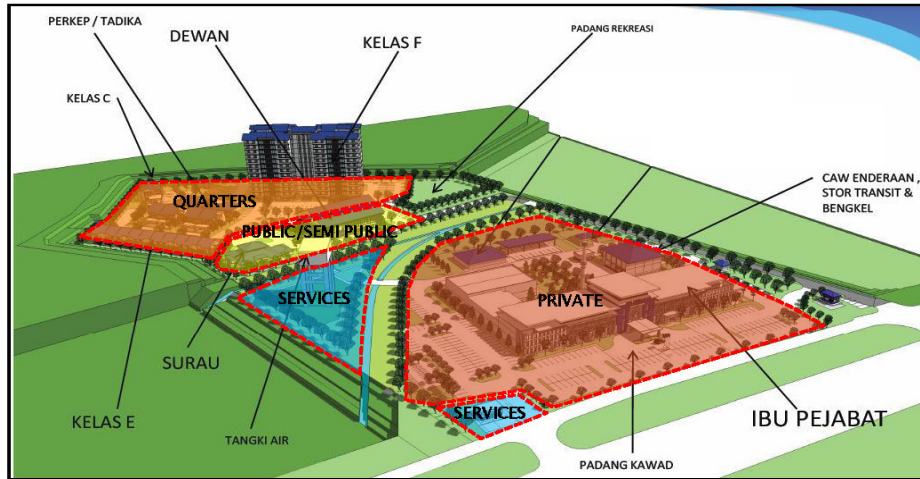 PERKEP / TADIKA
DEWAN
KELAS F
PADANG REKREASI
KELAS C
CAW ENDERAAN ,
STOR TRANSIT &
BENGKEL
QUARTERS
PUBLIC/SEMI PUBLIC
SERVICES
PRIVATE
SURAU
KELAS E
TANGKI AIR
SERVICES
IBU PEJABAT
PADANG KAWAD